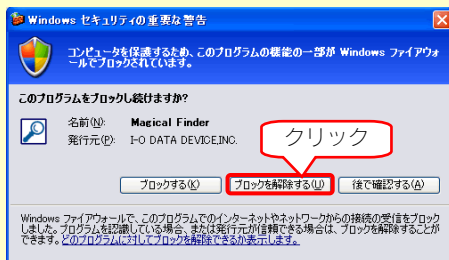 Windows セキュリティの重要な警告
コンピュータを保護するため、このプログラムの機能の一部が Windows ファイアウォ
ールでブロックされています。
このプログラムをブロックし続けますか?
名前(N): Magical Finder
発行元(P): I-O DATA DEVICE,INC.
クリック
ブロックする(K) ブロックを解除する(U) 後で確認する(A)
Windows ファイアウォールで、このプログラムでのインターネットやネットワークからの接続の受信をブロック
しました。プログラムを認識している場合、または発行元が信頼できる場合は、ブロックを解除することが
できます。どのプログラムに対してブロックを解除できるか表示します。